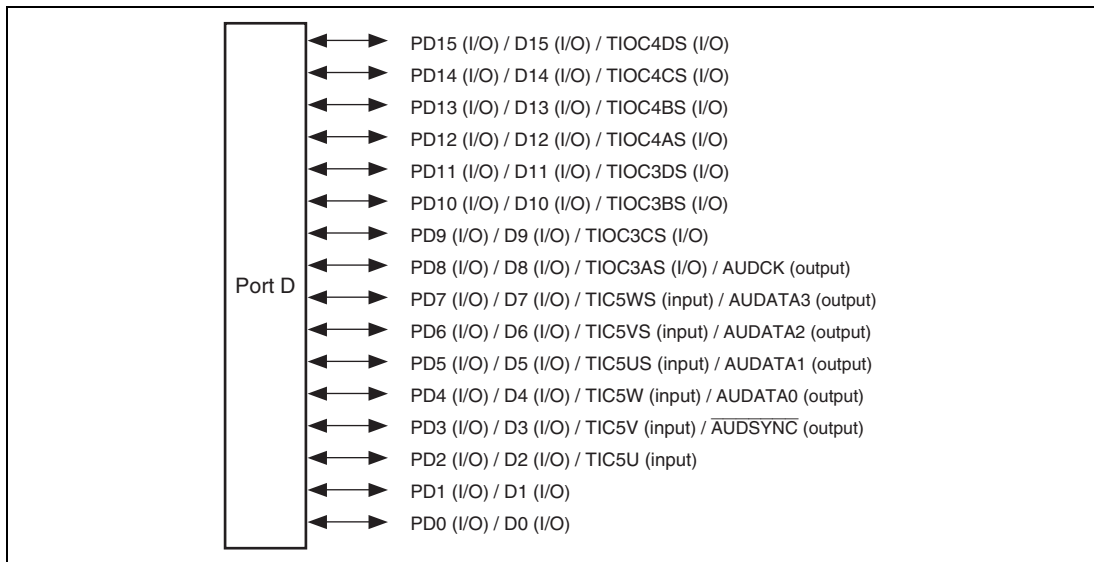 Port D
PD15 (I/O) / D15 (I/O) / TIOC4DS (I/O)
PD14 (I/O) / D14 (I/O) / TIOC4CS (I/O)
PD13 (I/O) / D13 (I/O) / TIOC4BS (I/O)
PD12 (I/O) / D12 (I/O) / TIOC4AS (I/O)
PD11 (I/O) / D11 (I/O) / TIOC3DS (I/O)
PD10 (I/O) / D10 (I/O) / TIOC3BS (I/O)
PD9 (I/O) / D9 (I/O) / TIOC3CS (I/O)
PD8 (I/O) / D8 (I/O) / TIOC3AS (I/O) / AUDCK (output)
PD7 (I/O) / D7 (I/O) / TIC5WS (input) / AUDATA3 (output)
PD6 (I/O) / D6 (I/O) / TIC5VS (input) / AUDATA2 (output)
PD5 (I/O) / D5 (I/O) / TIC5US (input) / AUDATA1 (output)
PD4 (I/O) / D4 (I/O) / TIC5W (input) / AUDATA0 (output)
PD3 (I/O) / D3 (I/O) / TIC5V (input) / A̅U̅D̅S̅Y̅N̅C̅ (output)
PD2 (I/O) / D2 (I/O) / TIC5U (input)
PD1 (I/O) / D1 (I/O)
PD0 (I/O) / D0 (I/O)